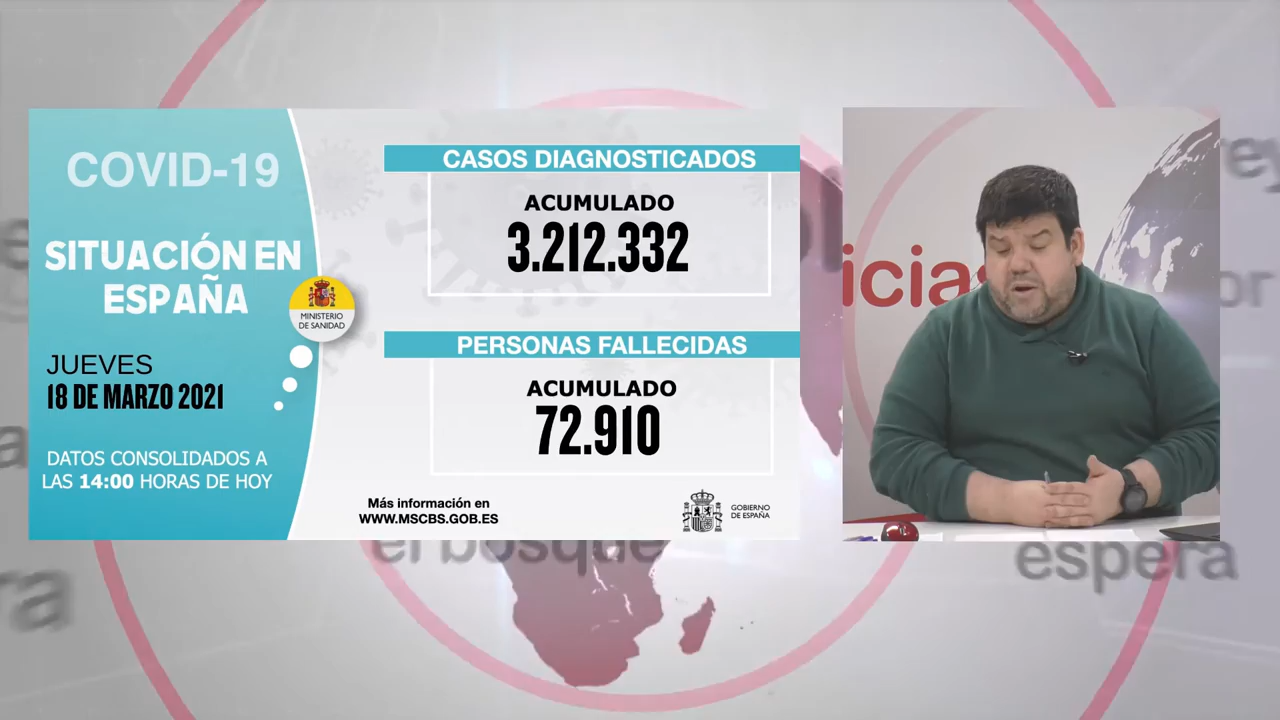 COVID-19
SITUACIÓN EN
ESPAÑA
MINISTERIO
DE SANIDAD
JUEVES
18 DE MARZO 2021
DATOS CONSOLIDADOS A
LAS 14:00 HORAS DE HOY
CASOS DIAGNOSTICADOS
ACUMULADO
3.212.332
PERSONAS FALLECIDAS
ACUMULADO
72.910
Más información en
WWW.MSCBS.GOB.ES
GOBIERNO
DE ESPAÑA
icias
el bosque
espera